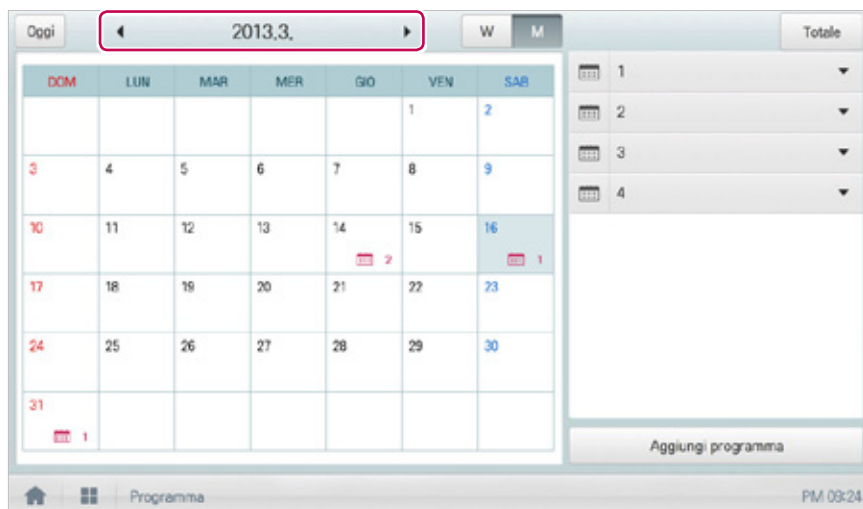 Oggi ◀ 2013.3. ▶ W M Totale
DOM LUN MAR MER GIO VEN SAB
1 2
3 4 5 6 7 8 9
10 11 12 13 14 15 16
2 1
17 18 19 20 21 22 23
24 25 26 27 28 29 30
31
1
1
2
3
4
Aggiungi programma
Programma PM 09:24